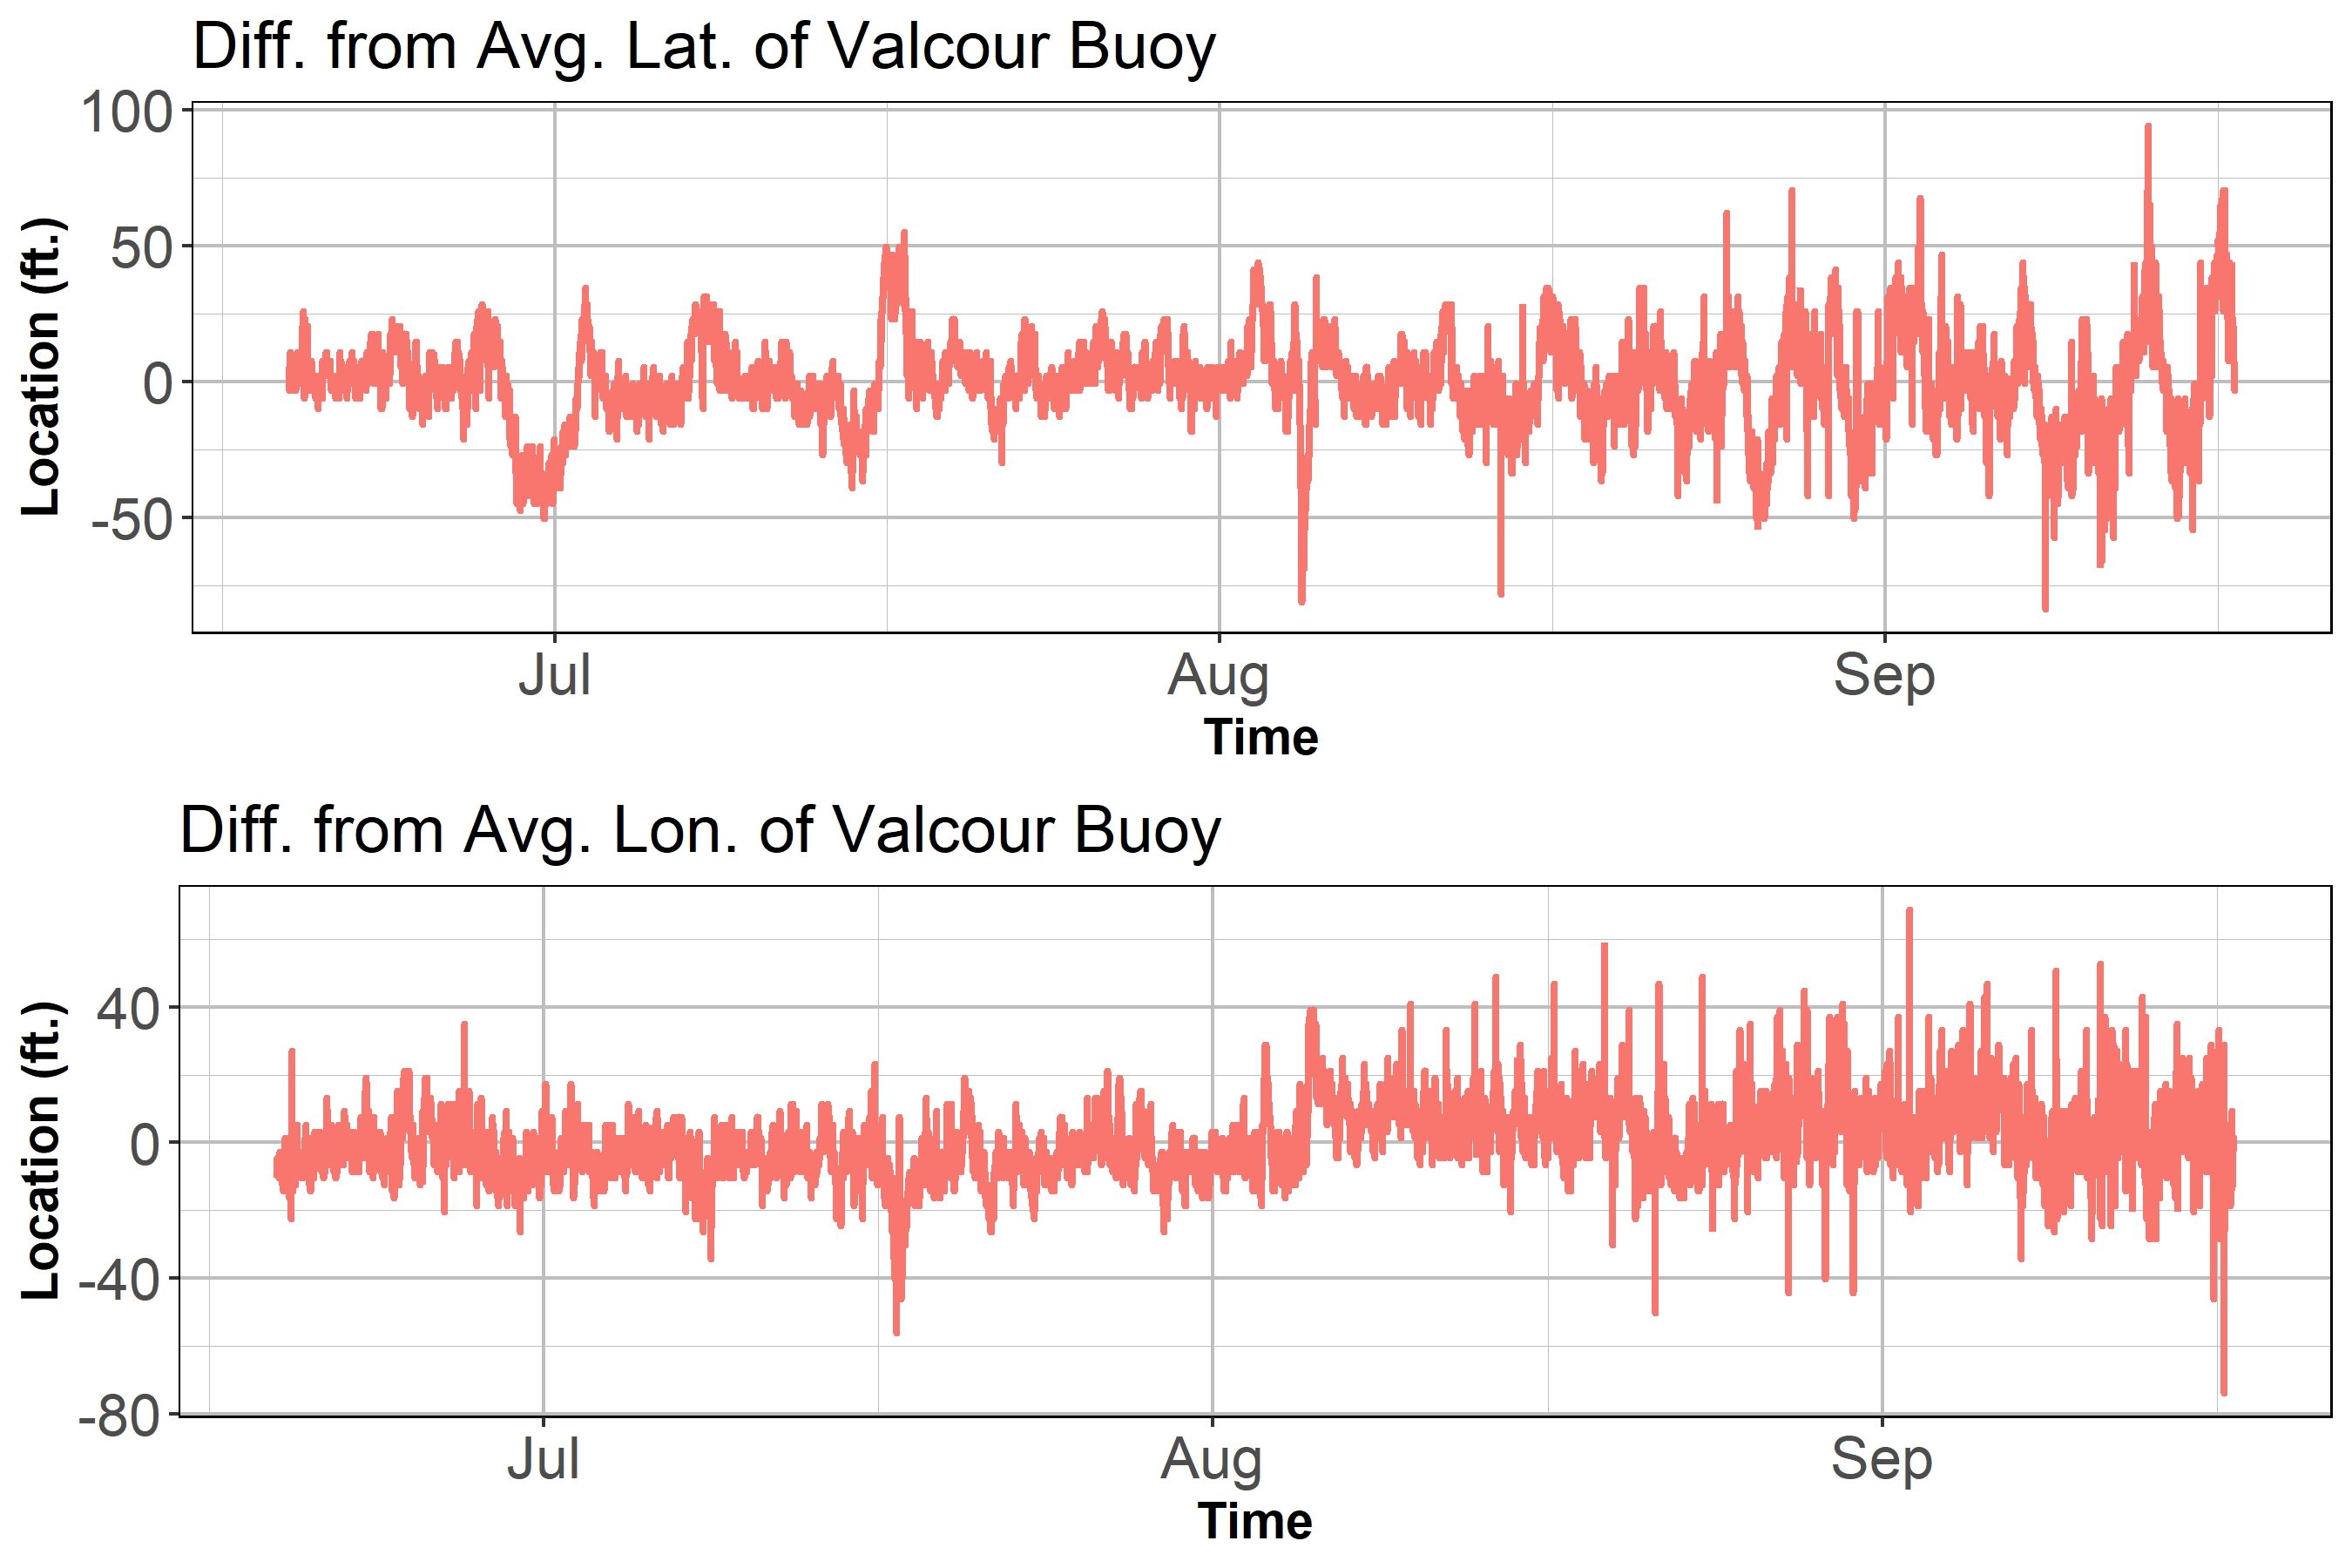 Diff. from Avg. Lat. of Valcour Buoy
100
50
0
-50
Location (ft.)
Jul Aug Sep
Time
Diff. from Avg. Lon. of Valcour Buoy
40
0
-40
-80
Location (ft.)
Jul Aug Sep
Time